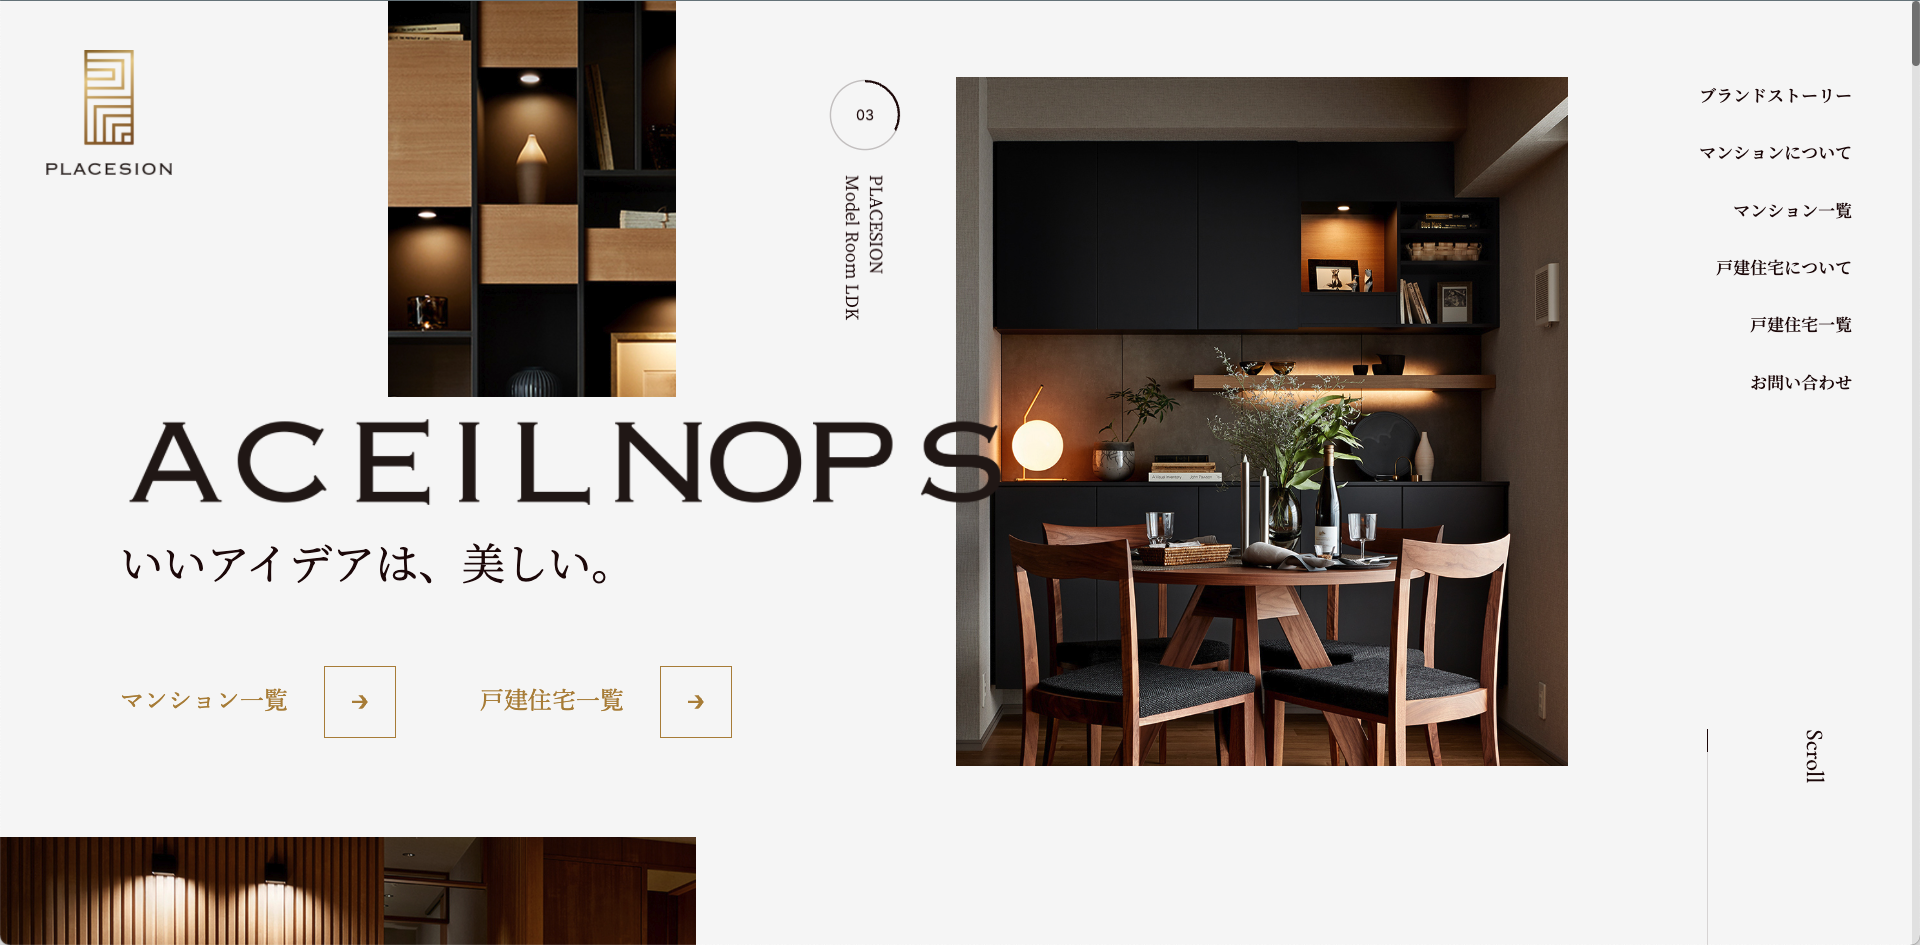 PLACESION
03
PLACESION
Model Room LDK
ブランドストーリー
マンションについて
マンション一覧
戸建住宅について
戸建住宅一覧
お問い合わせ
ACEILNOPS
いいアイデアは、美しい。
マンション一覧
戸建住宅一覧
Scroll